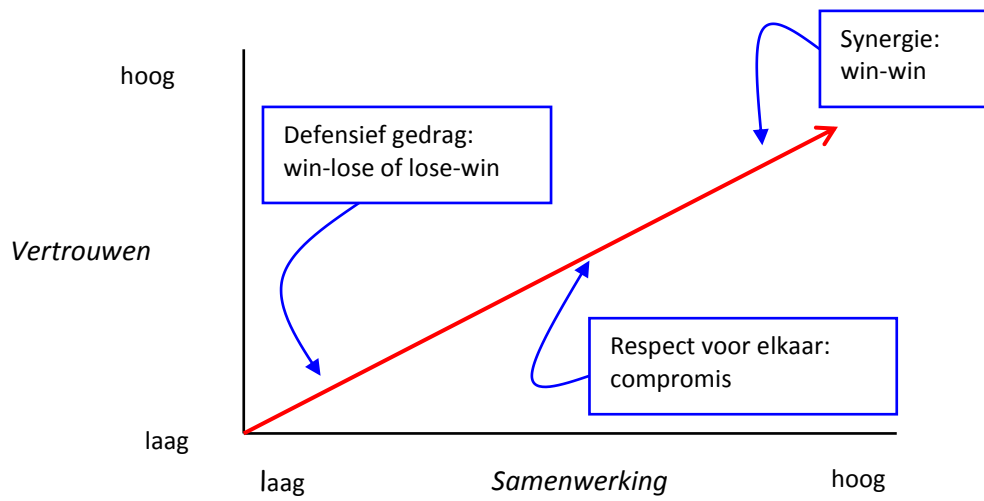 Synergie:
win-win
hoog
Defensief gedrag:
win-lose of lose-win
Vertrouwen
Respect voor elkaar:
compromis
laag
laag
Samenwerking
hoog